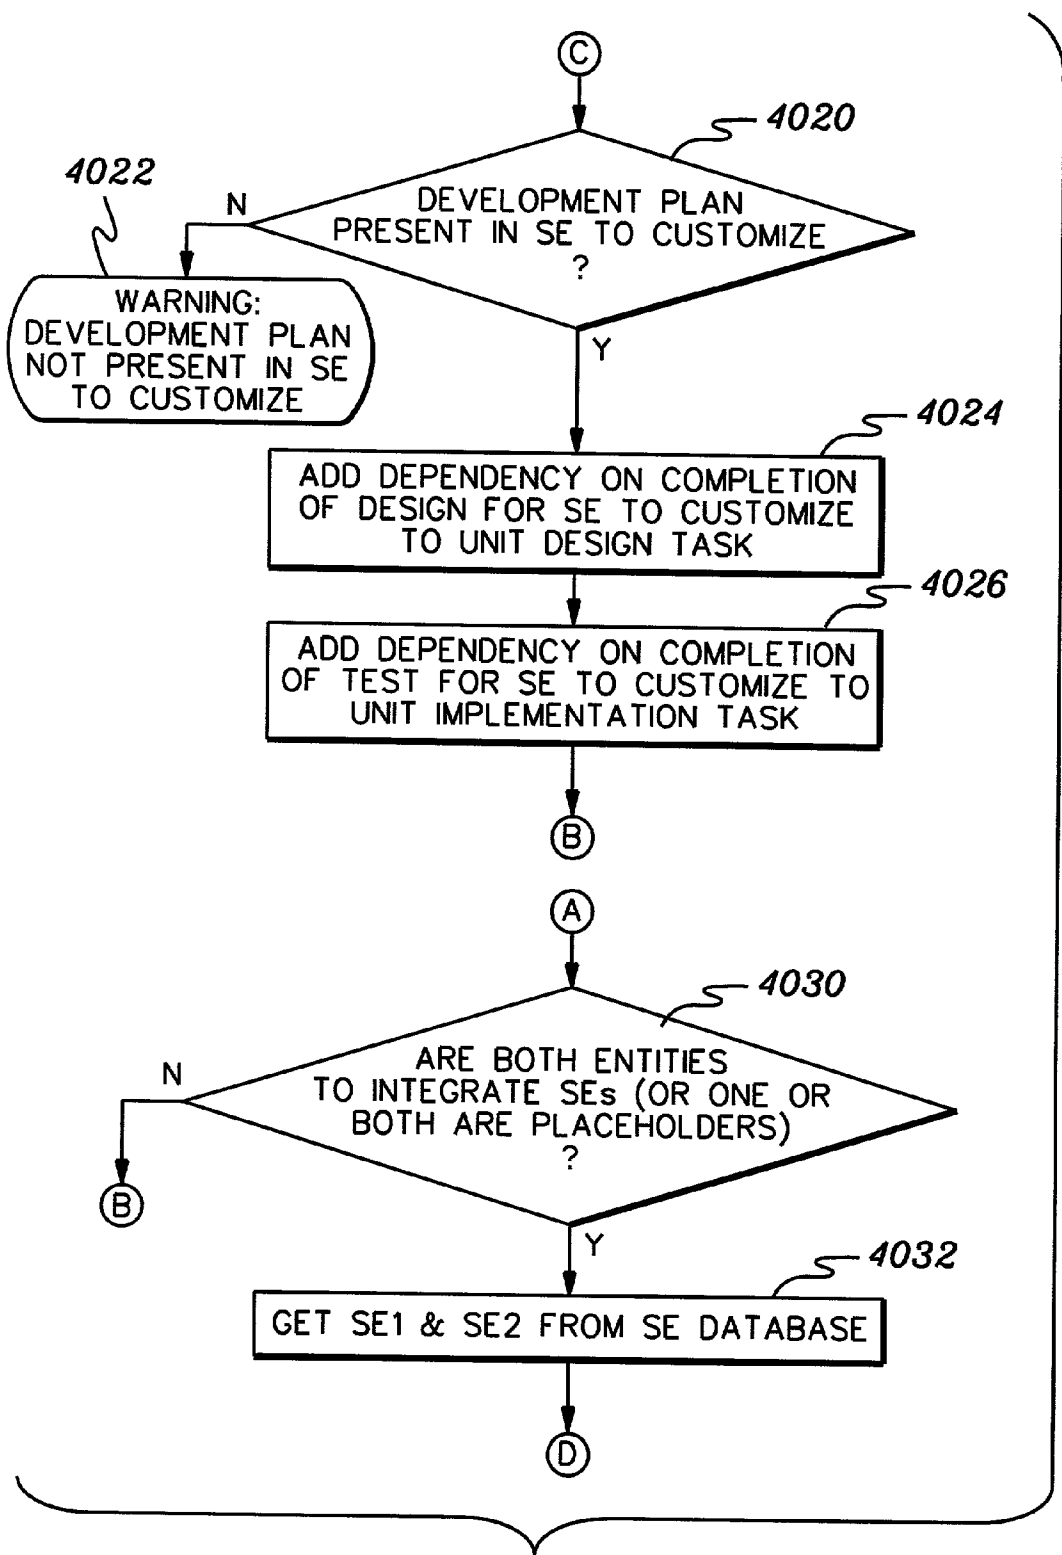 C
4020
DEVELOPMENT PLAN
PRESENT IN SE TO CUSTOMIZE
?
N
4022
WARNING:
DEVELOPMENT PLAN
NOT PRESENT IN SE
TO CUSTOMIZE
Y
4024
ADD DEPENDENCY ON COMPLETION
OF DESIGN FOR SE TO CUSTOMIZE
TO UNIT DESIGN TASK
4026
ADD DEPENDENCY ON COMPLETION
OF TEST FOR SE TO CUSTOMIZE TO
UNIT IMPLEMENTATION TASK
B
A
4030
ARE BOTH ENTITIES
TO INTEGRATE SEs (OR ONE OR
BOTH ARE PLACEHOLDERS)
?
N
B
Y
4032
GET SE1 & SE2 FROM SE DATABASE
D